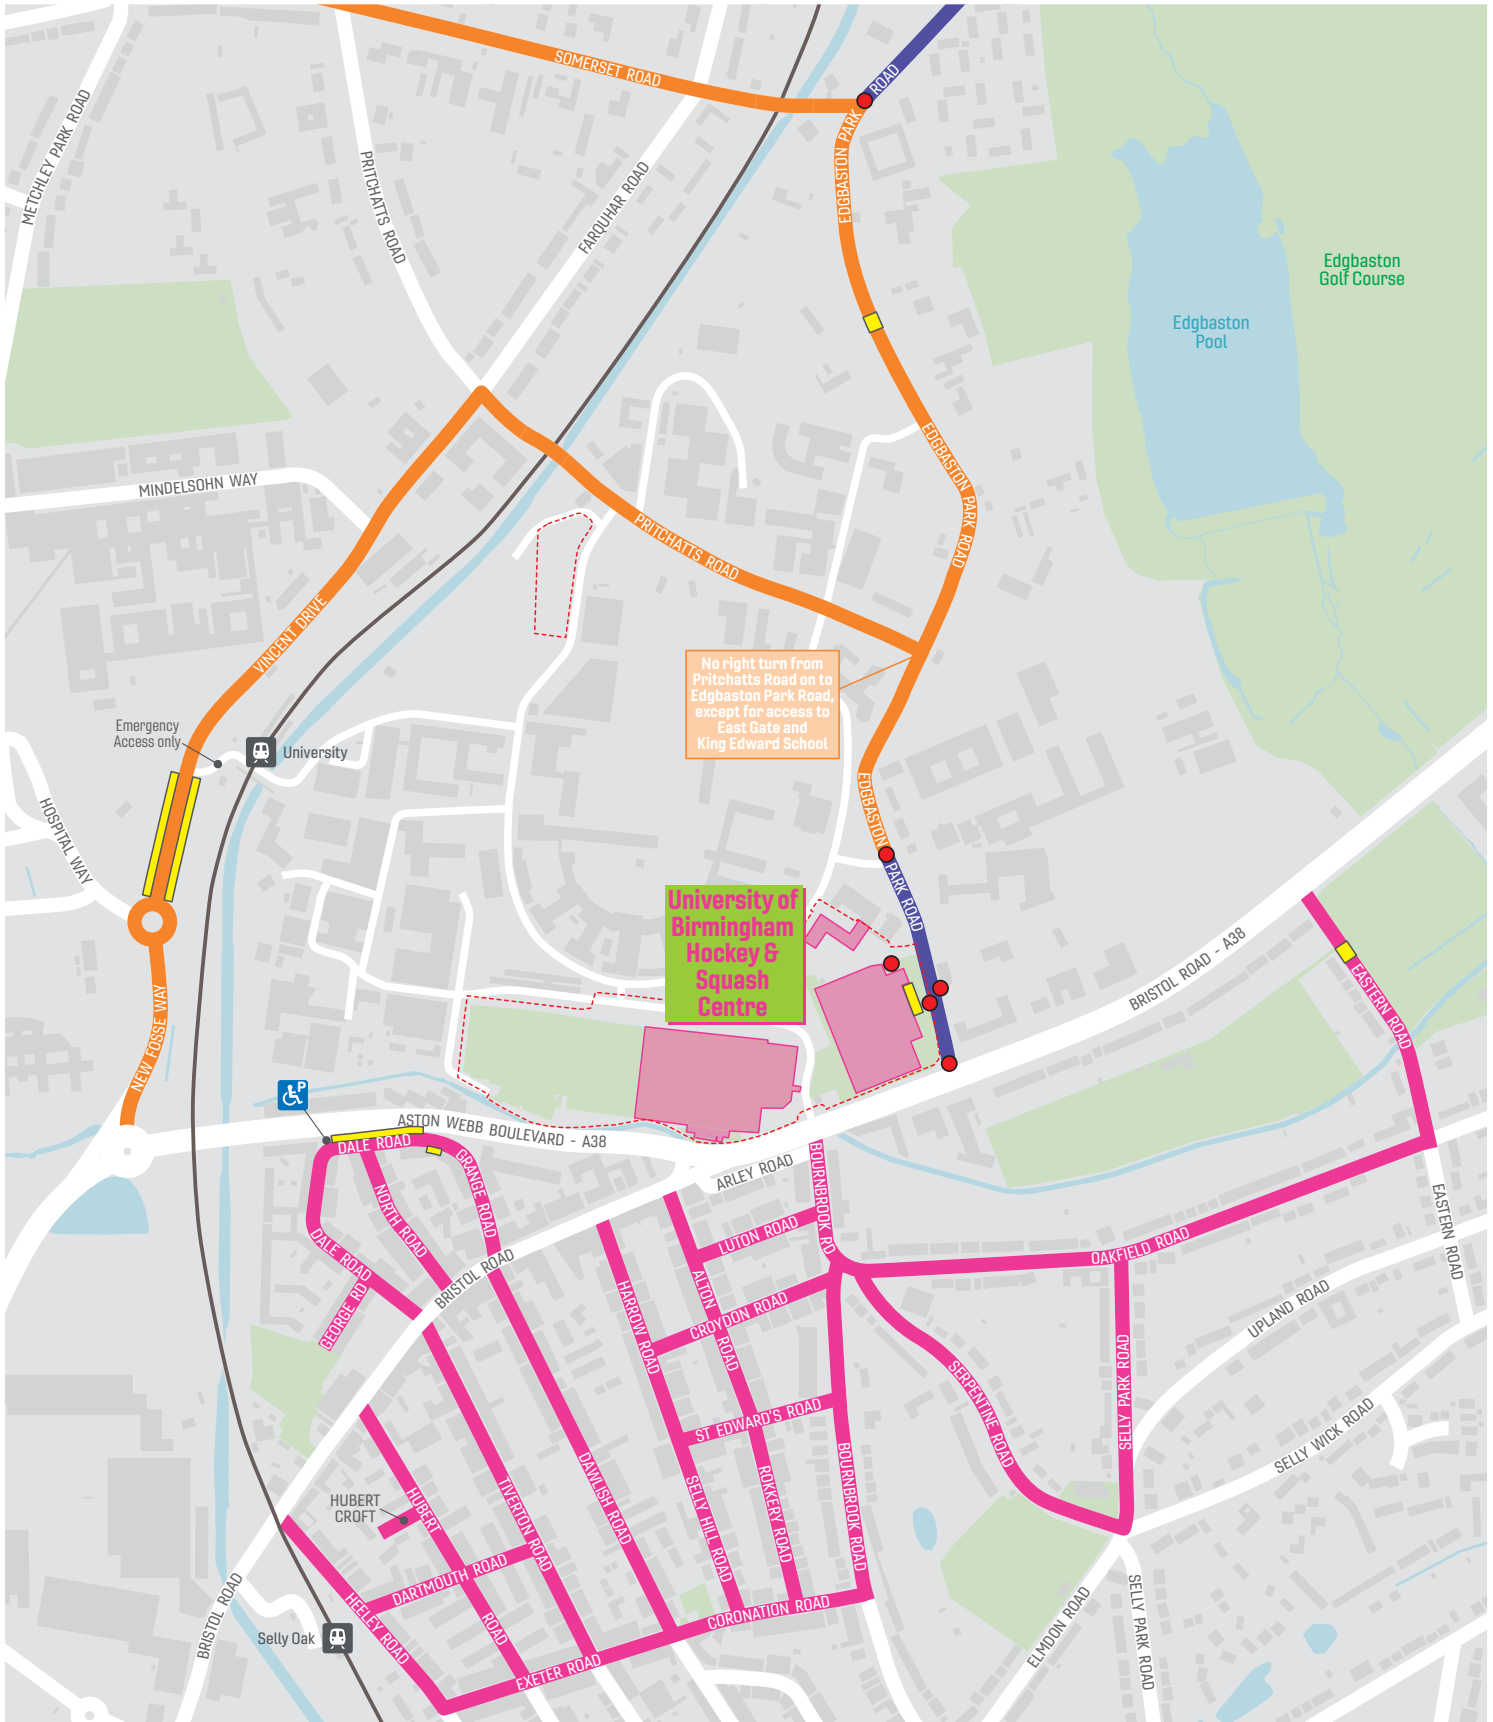 SOMERSET ROAD
ROAD
EDGBASTON PARK
METCHLEY PARK ROAD
PRITCHATTS ROAD
FARQUHAR ROAD
Edgbaston
Golf Course
Edgbaston
Pool
EDGBASTON PARK ROAD
MINDELSOHN WAY
PRITCHATTS ROAD
VINCENT DRIVE
No right turn from
Pritchatts Road on to
Edgbaston Park Road,
except for access to
East Gate and
King Edward School
Emergency
Access only
University
HOSPITAL WAY
EDGBASTON
PARK ROAD
University of
Birmingham
Hockey &
Squash
Centre
BRISTOL ROAD - A38
EASTERN ROAD
NEW FOSSE WAY
P
ASTON WEBB BOULEVARD - A38
DALE ROAD
GRANGE ROAD
ARLEY ROAD
BOURNBROOK RD
NORTH ROAD
DALE ROAD
GEORGE RD
BRISTOL ROAD
LUTON ROAD
ALTON
ROAD
CROYDON ROAD
HARROW ROAD
OAKFIELD ROAD
EASTERN ROAD
UPLAND ROAD
SERPENTINE ROAD
SELLY PARK ROAD
SELLY WICK ROAD
ST EDWARD'S ROAD
BOURNBROOK ROAD
ROKKERY ROAD
SELLY HILL ROAD
DAWLISH ROAD
TIVERTON ROAD
HUBERT
ROAD
HUBERT
CROFT
DARTMOUTH ROAD
HEELEY ROAD
BRISTOL ROAD
Selly Oak
EXETER ROAD
CORONATION ROAD
ELMDON ROAD
SELLY PARK ROAD